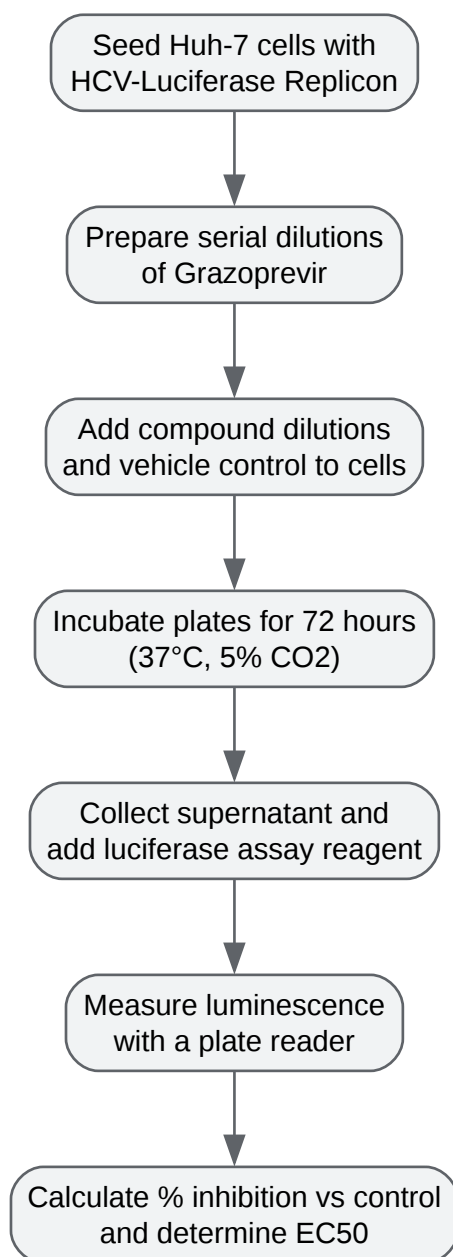 Seed Huh-7 cells with
HCV-Luciferase Replicon
Prepare serial dilutions
of Grazoprevir
Add compound dilutions
and vehicle control to cells
Incubate plates for 72 hours
(37°C, 5% CO2)
Collect supernatant and
add luciferase assay reagent
Measure luminescence
with a plate reader
Calculate % inhibition vs control
and determine EC50